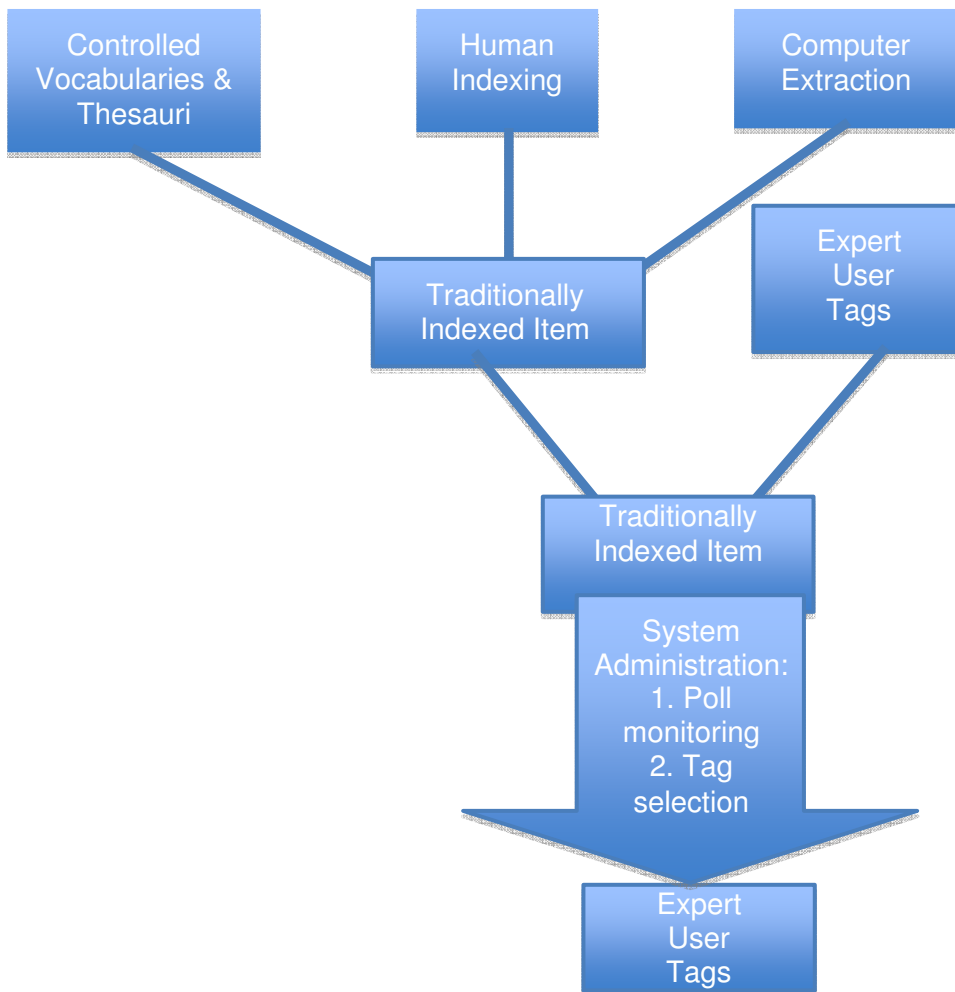 Controlled
Vocabularies &
Thesauri
Human
Indexing
Computer
Extraction
Expert
User
Tags
Traditionally
Indexed Item
Traditionally
Indexed Item
System
Administration:
1. Poll
monitoring
2. Tag
selection
Expert
User
Tags